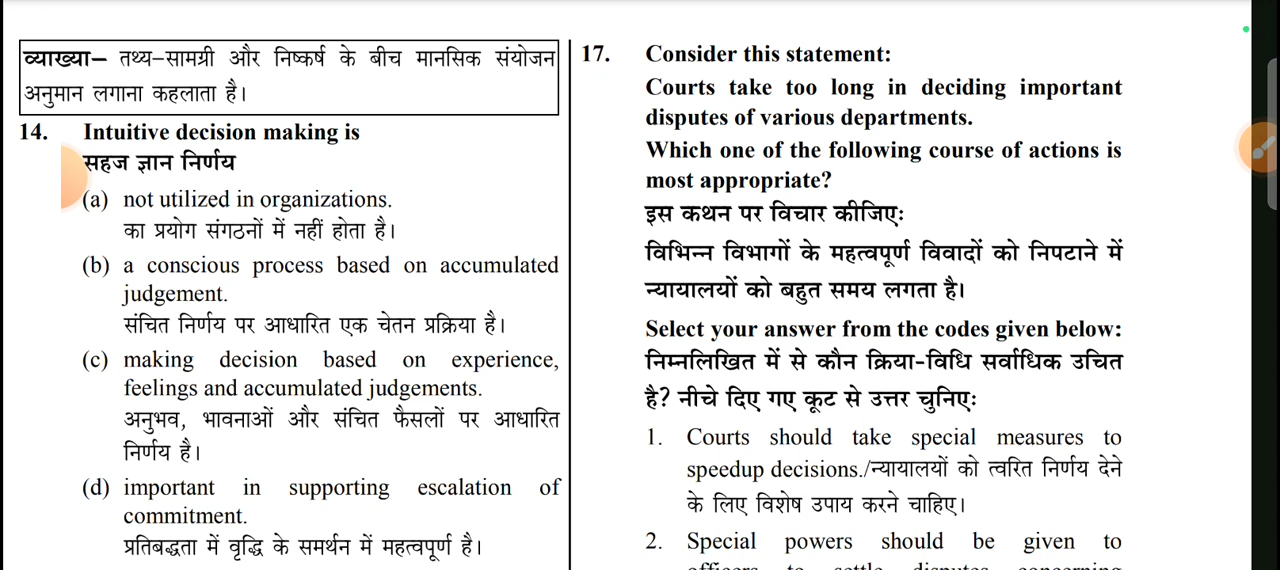 व्याख्या– तथ्य–सामग्री और निष्कर्ष के बीच मानसिक संयोजन
अनुमान लगाना कहलाता है।
14. Intuitive decision making is
सहज ज्ञान निर्णय
(a) not utilized in organizations.
का प्रयोग संगठनों में नहीं होता है।
(b) a conscious process based on accumulated
judgement.
संचित निर्णय पर आधारित एक चेतन प्रक्रिया है।
(c) making decision based on experience,
feelings and accumulated judgements.
अनुभव, भावनाओं और संचित फैसलों पर आधारित
निर्णय है।
(d) important in supporting escalation of
commitment.
प्रतिबद्धता में वृद्धि के समर्थन में महत्वपूर्ण है।
17. Consider this statement:
Courts take too long in deciding important
disputes of various departments.
Which one of the following course of actions is
most appropriate?
इस कथन पर विचार कीजिएः
विभिन्न विभागों के महत्वपूर्ण विवादों को निपटाने में
न्यायालयों को बहुत समय लगता है।
Select your answer from the codes given below:
निम्नलिखित में से कौन क्रिया-विधि सर्वाधिक उचित
है? नीचे दिए गए कूट से उत्तर चुनिएः
1. Courts should take special measures to
speedup decisions./न्यायालयों को त्वरित निर्णय देने
के लिए विशेष उपाय करने चाहिए।
2. Special powers should be given to
officers to settle disputes concerning